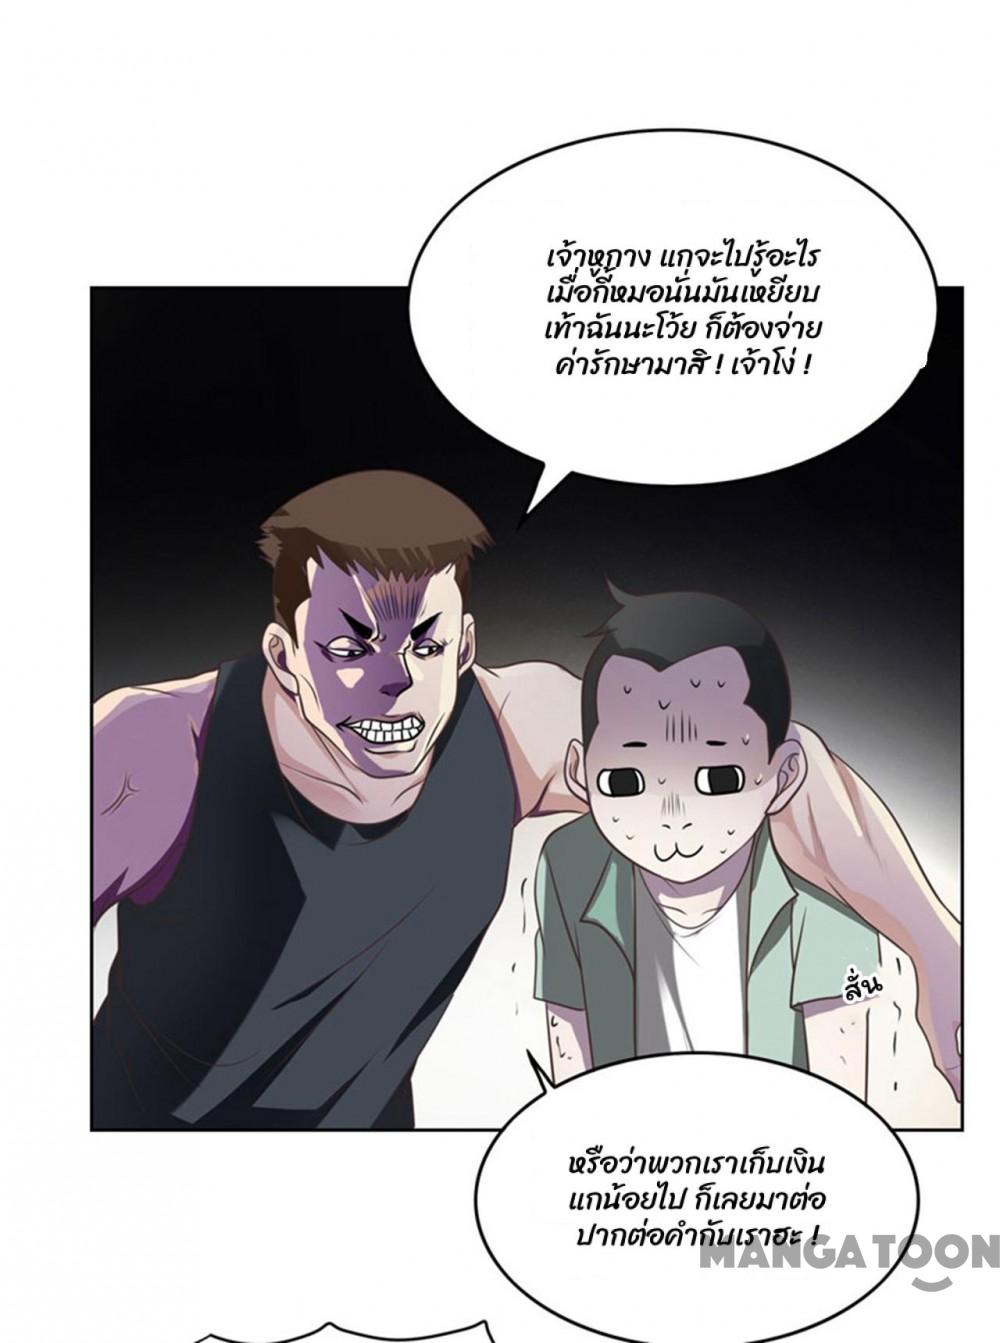 เจ้าหูกาง แกจะไปรู้อะไร
เมื่อกี้หมอนั่นมันเหยียบ
เท้าฉันนะโว้ย ก็ต้องจ่าย
ค่ารักษามาสิ ! เจ้าโง่ !
สั่น
หรือว่าพวกเราเก็บเงิน
แกน้อยไป ก็เลยมาต่อ
ปากต่อคำกับเราฮะ !
MANGATOON